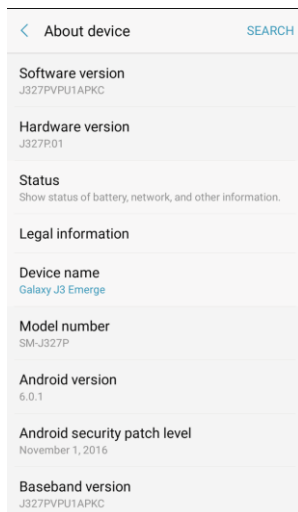 About device
SEARCH
Software version
J327PVPU1APKC
Hardware version
J327P.01
Status
Show status of battery, network, and other information.
Legal information
Device name
Galaxy J3 Emerge
Model number
SM-J327P
Android version
6.0.1
Android security patch level
November 1, 2016
Baseband version
J327PVPU1APKC